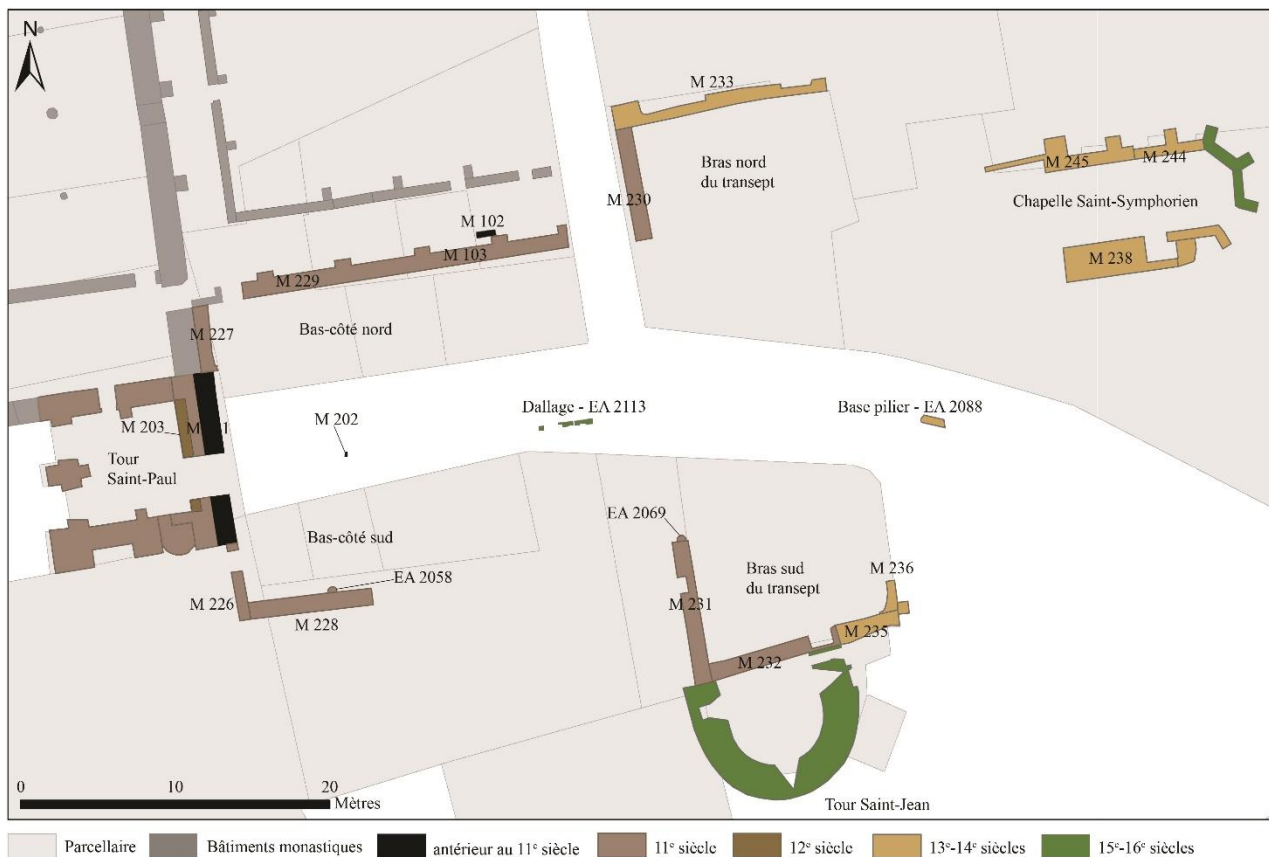 N
M 233
M 245
M 244
Bras nord
du transept
M 230
Chapelle Saint-Symphorien
M 102
M 103
M 229
M 238
M 227
Bas-côté nord
Dallage - EA 2113
Base pilier - EA 2088
M 202
M 203
Tour
Saint-Paul
EA 2069
Bas-côté sud
Bras sud
du transept
M 236
EA 2058
M 226
M 231
M 228
M 235
M 232
0
10
20
Mètres
Tour Saint-Jean
Parcellaire
Bâtiments monastiques
antérieur au 11e siècle
11e siècle
12e siècle
13e-14e siècles
15e-16e siècles